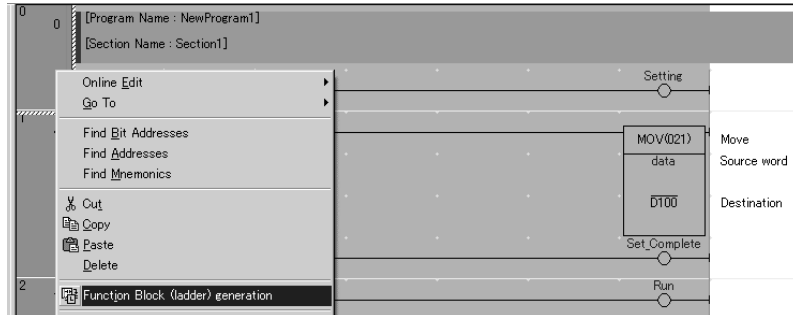 0
0
[Program Name : NewProgram1]
[Section Name : Section1]
Setting
Online Edit
Go To
1
Find Bit Addresses
Find Addresses
Find Mnemonics
MOV(021) Move
data Source word
D100 Destination
Cut
Copy
Paste
Delete
Set_Complete
2
Function Block (ladder) generation
Run